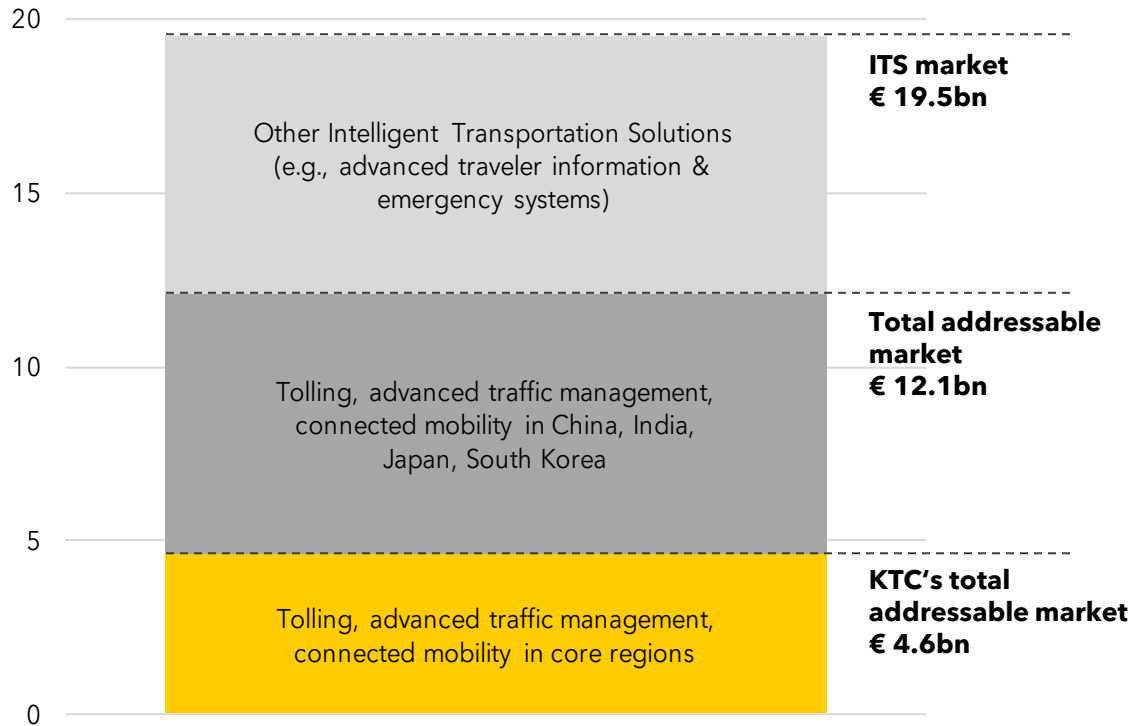 20
ITS market
€ 19.5bn
Other Intelligent Transportation Solutions
(e.g., advanced traveler information &
emergency systems)
15
Total addressable
market
€ 12.1bn
10
Tolling, advanced traffic management,
connected mobility in China, India,
Japan, South Korea
5
KTC‘s total
addressable market
€ 4.6bn
Tolling, advanced traffic management,
connected mobility in core regions
0